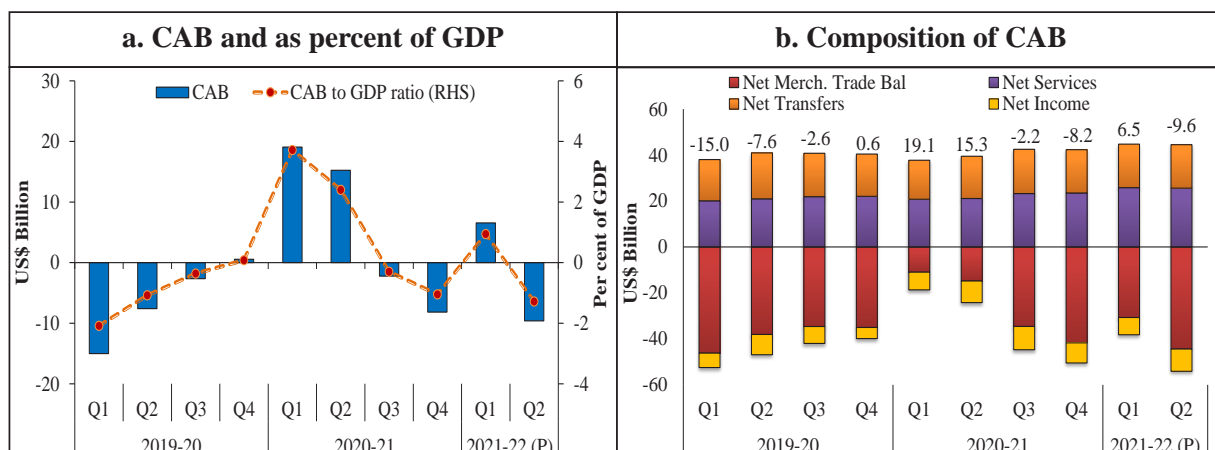 a. CAB and as percent of GDP
30
20
10
0
-10
-20
US$ Billion
CAB
CAB to GDP ratio (RHS)
6
4
2
0
-2
-4
Per cent of GDP
Q1 Q2 Q3 Q4 Q1 Q2 Q3 Q4 Q1 Q2
2019-20 2020-21 2021-22 (P)
b. Composition of CAB
Net Merch. Trade Bal Net Services
Net Transfers Net Income
60
40
20
0
-20
-40
-60
US$ Billion
-15.0 -7.6 -2.6 0.6 19.1 15.3 -2.2 -8.2 6.5 -9.6
Q1 Q2 Q3 Q4 Q1 Q2 Q3 Q4 Q1 Q2
2019-20 2020-21 2021-22 (P)